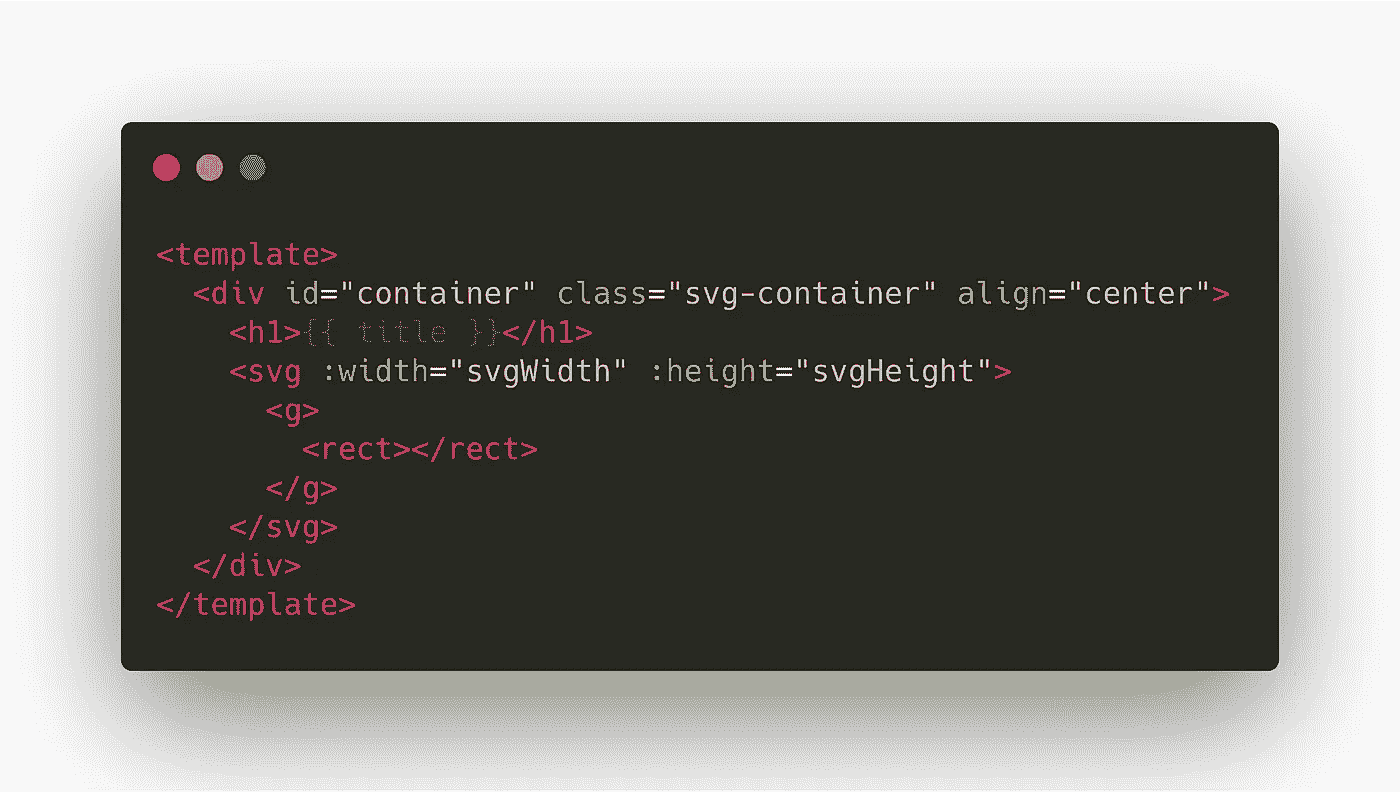 <template>
  <div id="container" class="svg-container" align="center">
    <h1>{{ title }}</h1>
    <svg :width="svgWidth" :height="svgHeight">
      <g>
        <rect></rect>
      </g>
    </svg>
  </div>
</template>